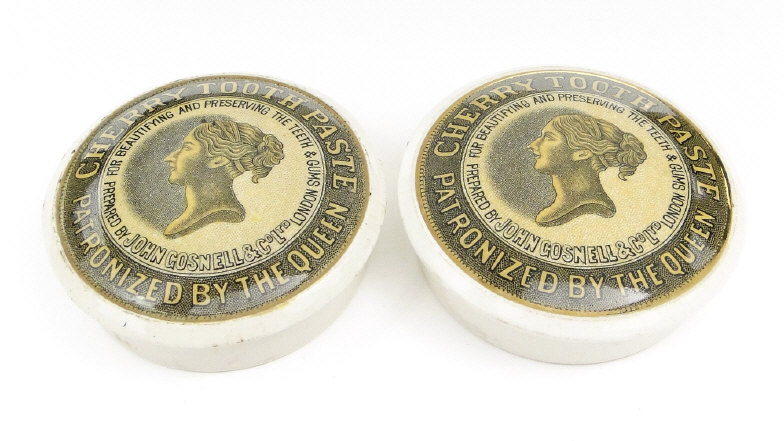 CHERRY TOOTH PASTE
FOR BEAUTIFYING AND PRESERVING THE TEETH & GUMS
PREPARED BY JOHN GOSNELL & Co LTD LONDON
PATRONIZED BY THE QUEEN
CHERRY TOOTH PASTE
FOR BEAUTIFYING AND PRESERVING THE TEETH & GUMS
PREPARED BY JOHN GOSNELL & Co LTD LONDON
PATRONIZED BY THE QUEEN